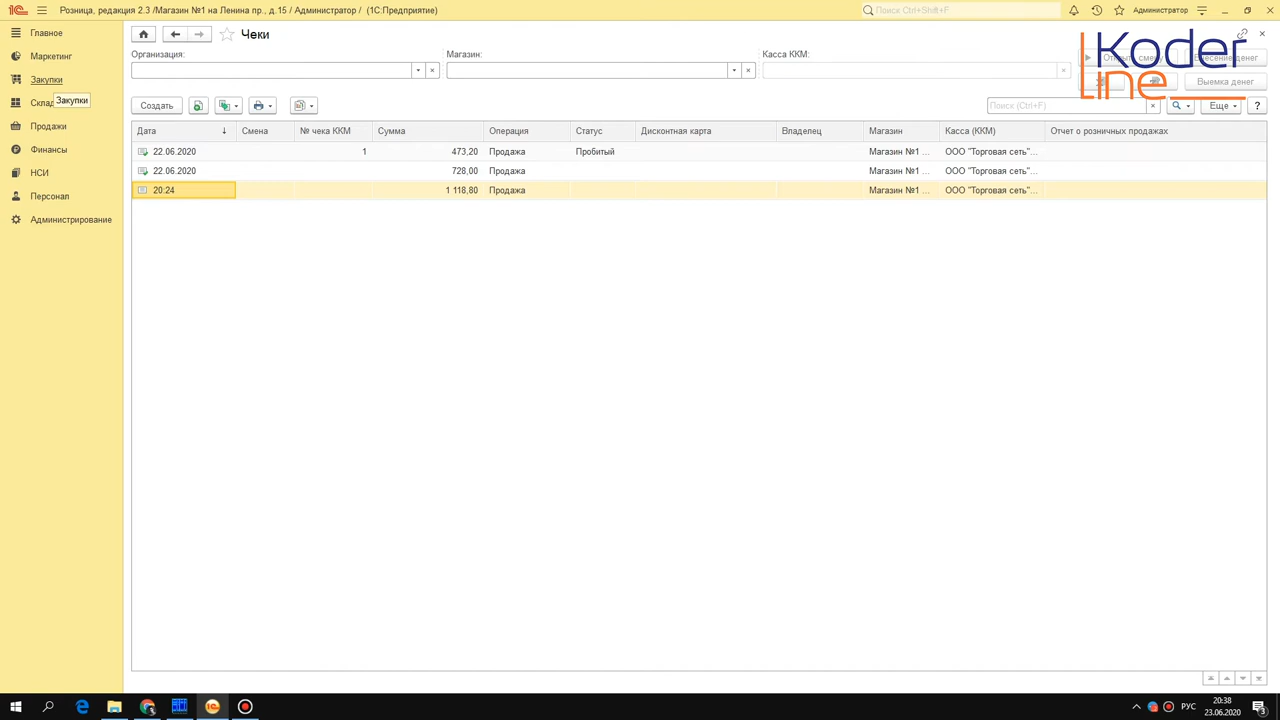 1С Розница, редакция 2.3 /Магазин №1 на Ленина пр., д.15 / Администратор / (1С:Предприятие) Поиск Ctrl+Shift+F Администратор
Главное
Маркетинг
Закупки
Склад
Закупки
Продажи
Финансы
НСИ
Персонал
Администрирование
Чеки
Организация: Магазин: Касса ККМ:
Koder
Line
Выемка денег
Создать Поиск (Ctrl+F) Еще ?
Дата Смена № чека ККМ Сумма Операция Статус Дисконтная карта Владелец Магазин Касса (ККМ) Отчет о розничных продажах
22.06.2020 1 473,20 Продажа Пробитый Магазин №1 ... ООО "Торговая сеть"...
22.06.2020 728,00 Продажа Магазин №1 ... ООО "Торговая сеть"...
20:24 1 118,80 Продажа Магазин №1 ... ООО "Торговая сеть"...
РУС 20:38
23.06.2020 3